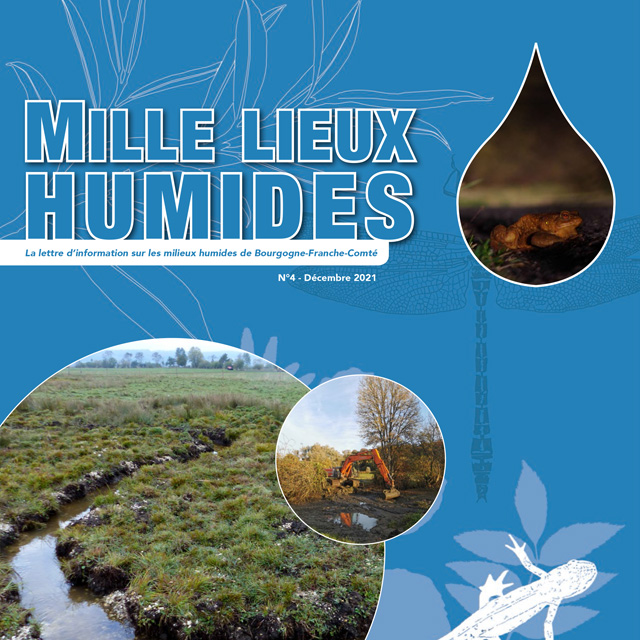 MILLE LIEUX
HUMIDES
La lettre d'information sur les milieux humides de Bourgogne-Franche-Comté
N°4 - Décembre 2021